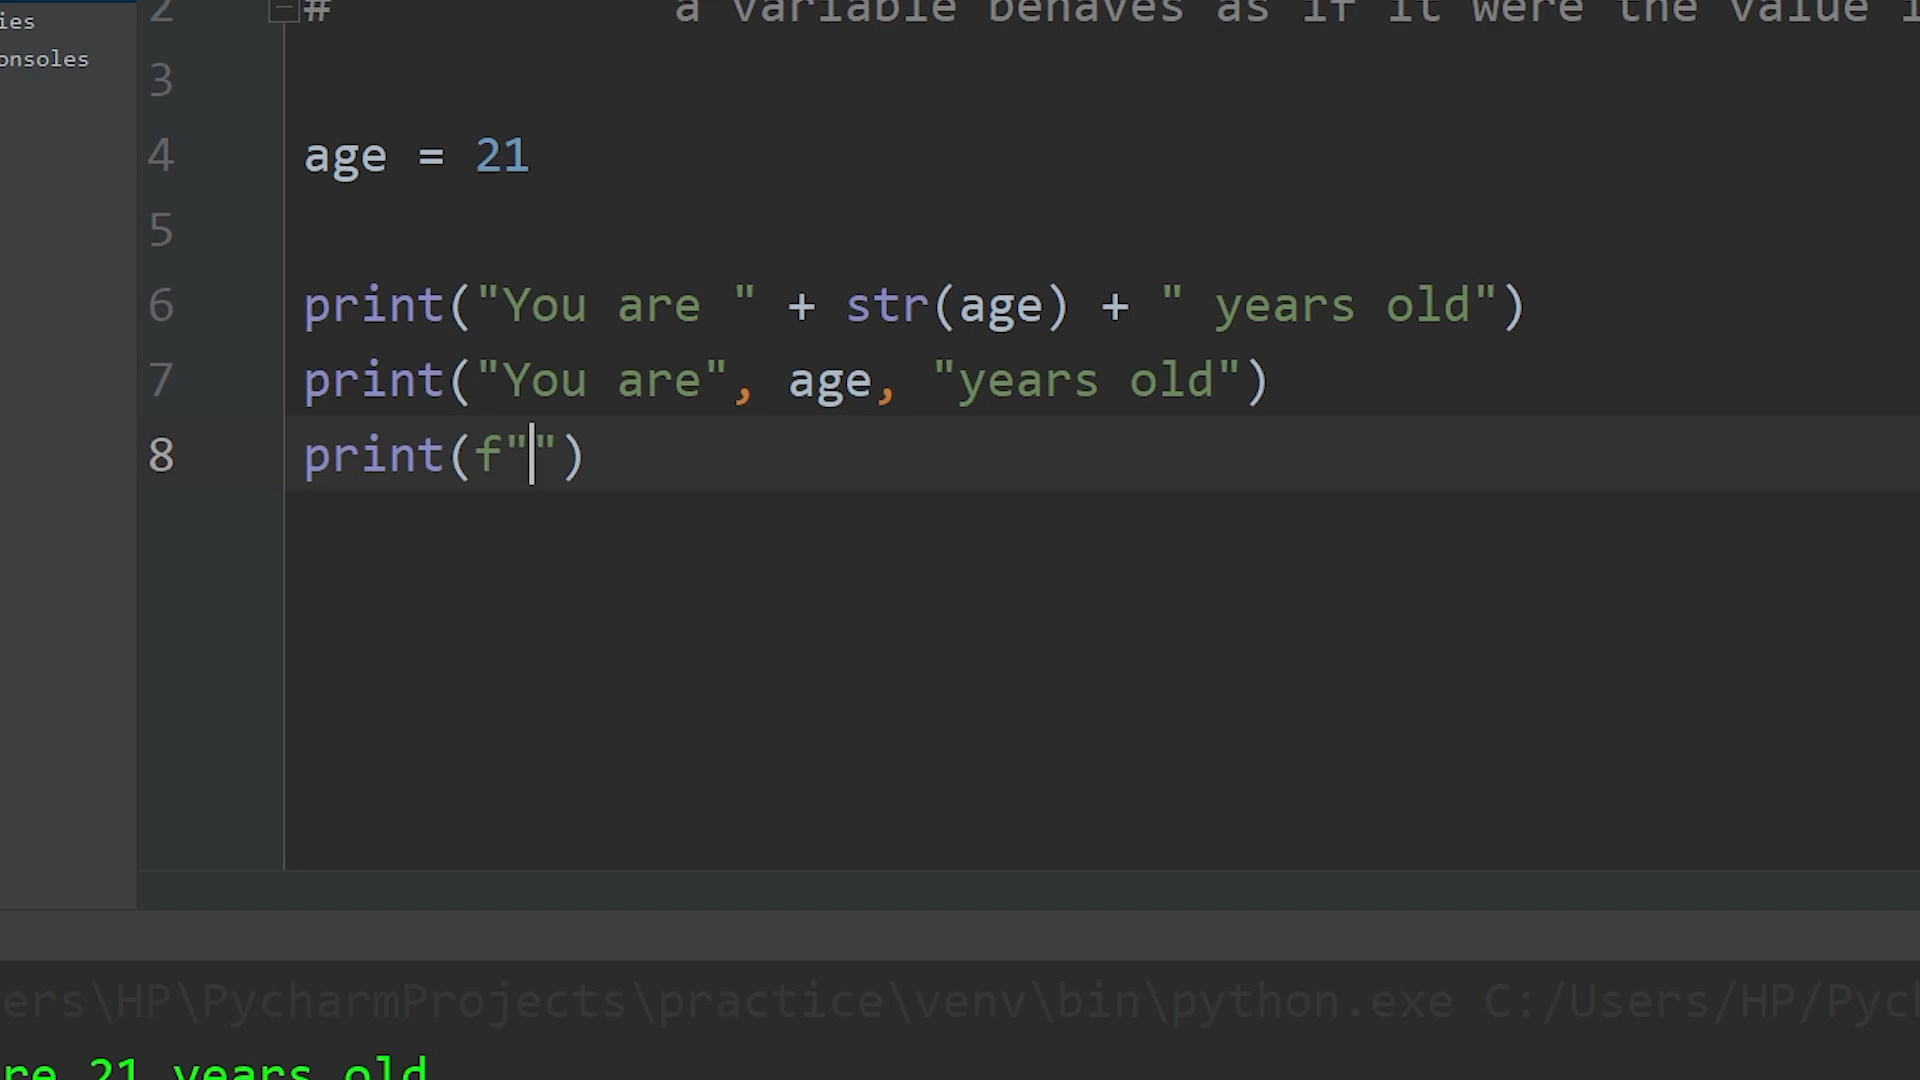 ies
onsoles
2 # a variable behaves as if it were the value i
3
4 age = 21
5
6 print("You are " + str(age) + " years old")
7 print("You are", age, "years old")
8 print(f"")
ers\HP\PycharmProjects\practice\venv\bin\python.exe C:/Users/HP/Pych
re 21 years old